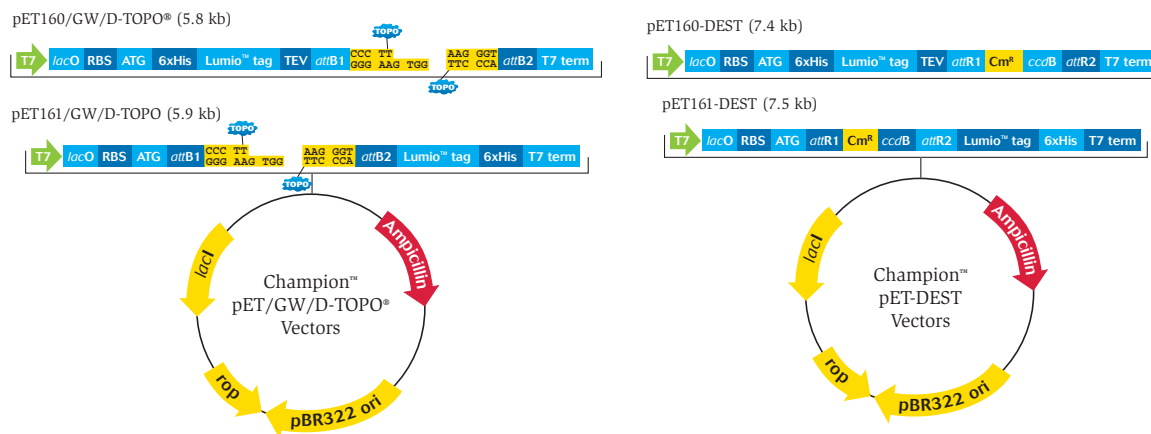 pET160/GW/D-TOPO® (5.8 kb)
TOPO
T7 lacO RBS ATG 6xHis Lumio™ tag TEV attB1 CCC TT AAG GGT attB2 T7 term
GGG AAG TGG TTC CCA
TOPO
pET161/GW/D-TOPO (5.9 kb)
TOPO
T7 lacO RBS ATG attB1 CCC TT AAG GGT attB2 Lumio™ tag 6xHis T7 term
GGG AAG TGG TTC CCA
TOPO
lacI
Ampicillin
Champion™
pET/GW/D-TOPO®
Vectors
rop
pBR322 ori
pET160-DEST (7.4 kb)
T7 lacO RBS ATG 6xHis Lumio™ tag TEV attR1 Cmᴿ ccdB attR2 T7 term
pET161-DEST (7.5 kb)
T7 lacO RBS ATG attR1 Cmᴿ ccdB attR2 Lumio™ tag 6xHis T7 term
lacI
Ampicillin
Champion™
pET-DEST
Vectors
rop
pBR322 ori